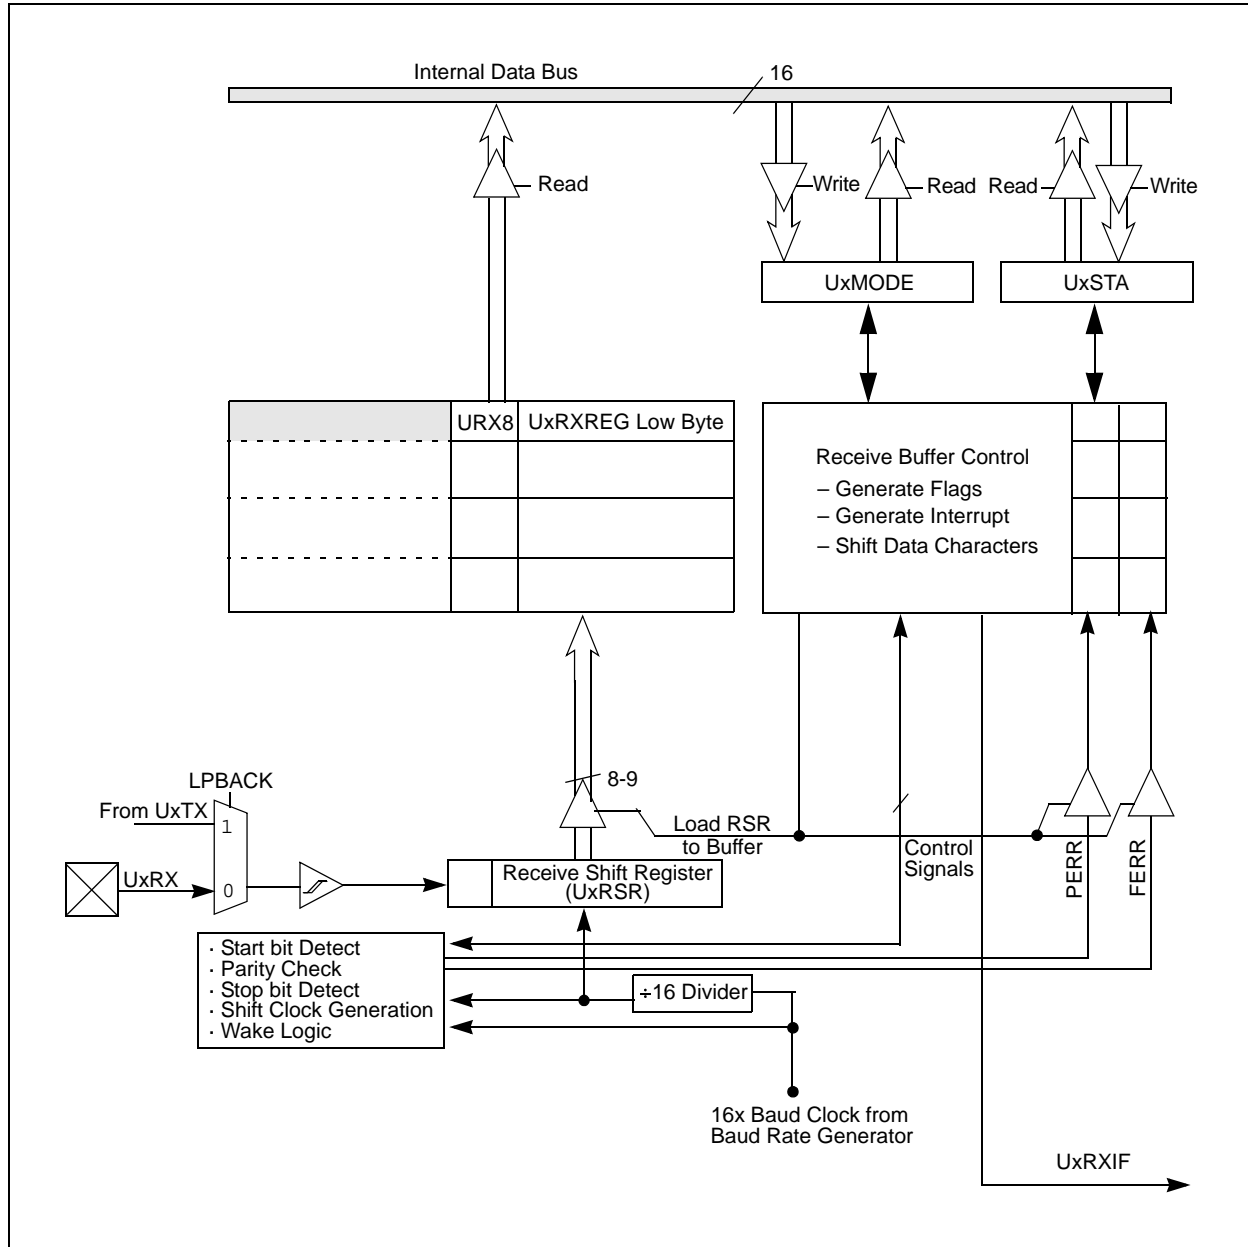 Internal Data Bus
16
Read
Write
Read
Read
Write
UxMODE
UxSTA
URX8
UxRXREG Low Byte
Receive Buffer Control
– Generate Flags
– Generate Interrupt
– Shift Data Characters
8-9
LPBACK
From UxTX
1
Load RSR
to Buffer
Control
Signals
PERR
FERR
UxRX
0
Receive Shift Register
(UxRSR)
· Start bit Detect
· Parity Check
· Stop bit Detect
· Shift Clock Generation
· Wake Logic
÷16 Divider
16x Baud Clock from
Baud Rate Generator
UxRXIF